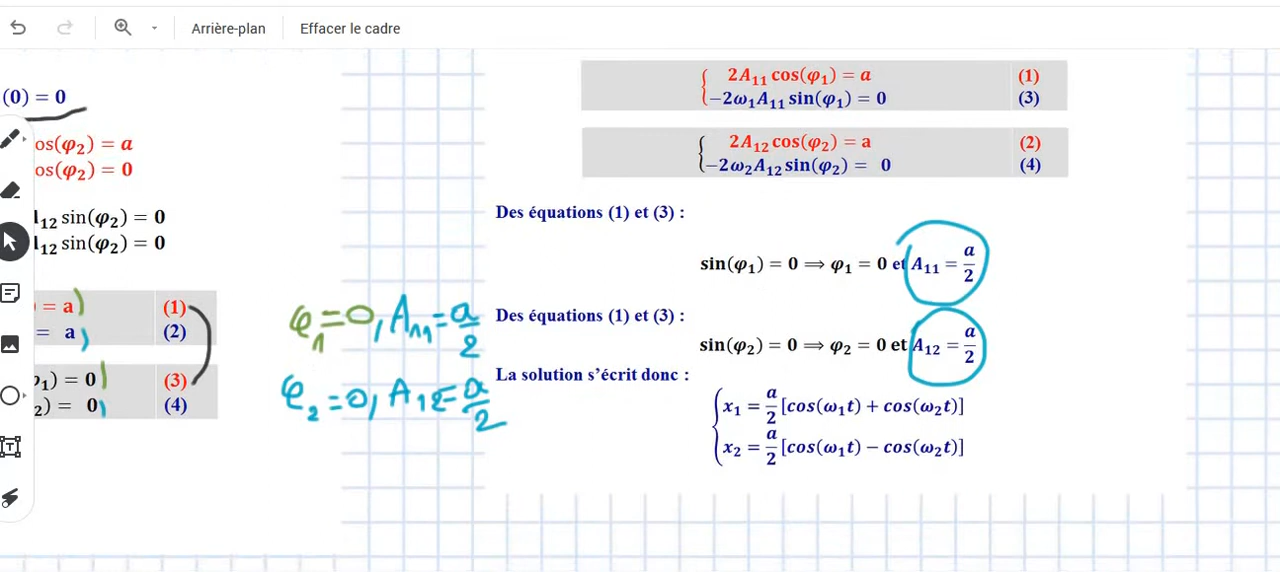 Arrière-plan Effacer le cadre
(0) = 0
os(φ₂) = a
os(φ₂) = 0
₁₂ sin(φ₂) = 0
₁₂ sin(φ₂) = 0
= a) (1)
= a) (2)
₁) = 0) (3)
₂) = 0) (4)
φ₁=0, A₁₁=a/2
φ₂=0, A₁₂=a/2
2A₁₁ cos(φ₁) = a (1)
−2ω₁A₁₁ sin(φ₁) = 0 (3)
2A₁₂ cos(φ₂) = a (2)
−2ω₂A₁₂ sin(φ₂) = 0 (4)
Des équations (1) et (3) :
sin(φ₁) = 0 ⟹ φ₁ = 0 et A₁₁ = a/2
Des équations (1) et (3) :
sin(φ₂) = 0 ⟹ φ₂ = 0 et A₁₂ = a/2
La solution s'écrit donc :
x₁ = a/2 [cos(ω₁t) + cos(ω₂t)]
x₂ = a/2 [cos(ω₁t) − cos(ω₂t)]